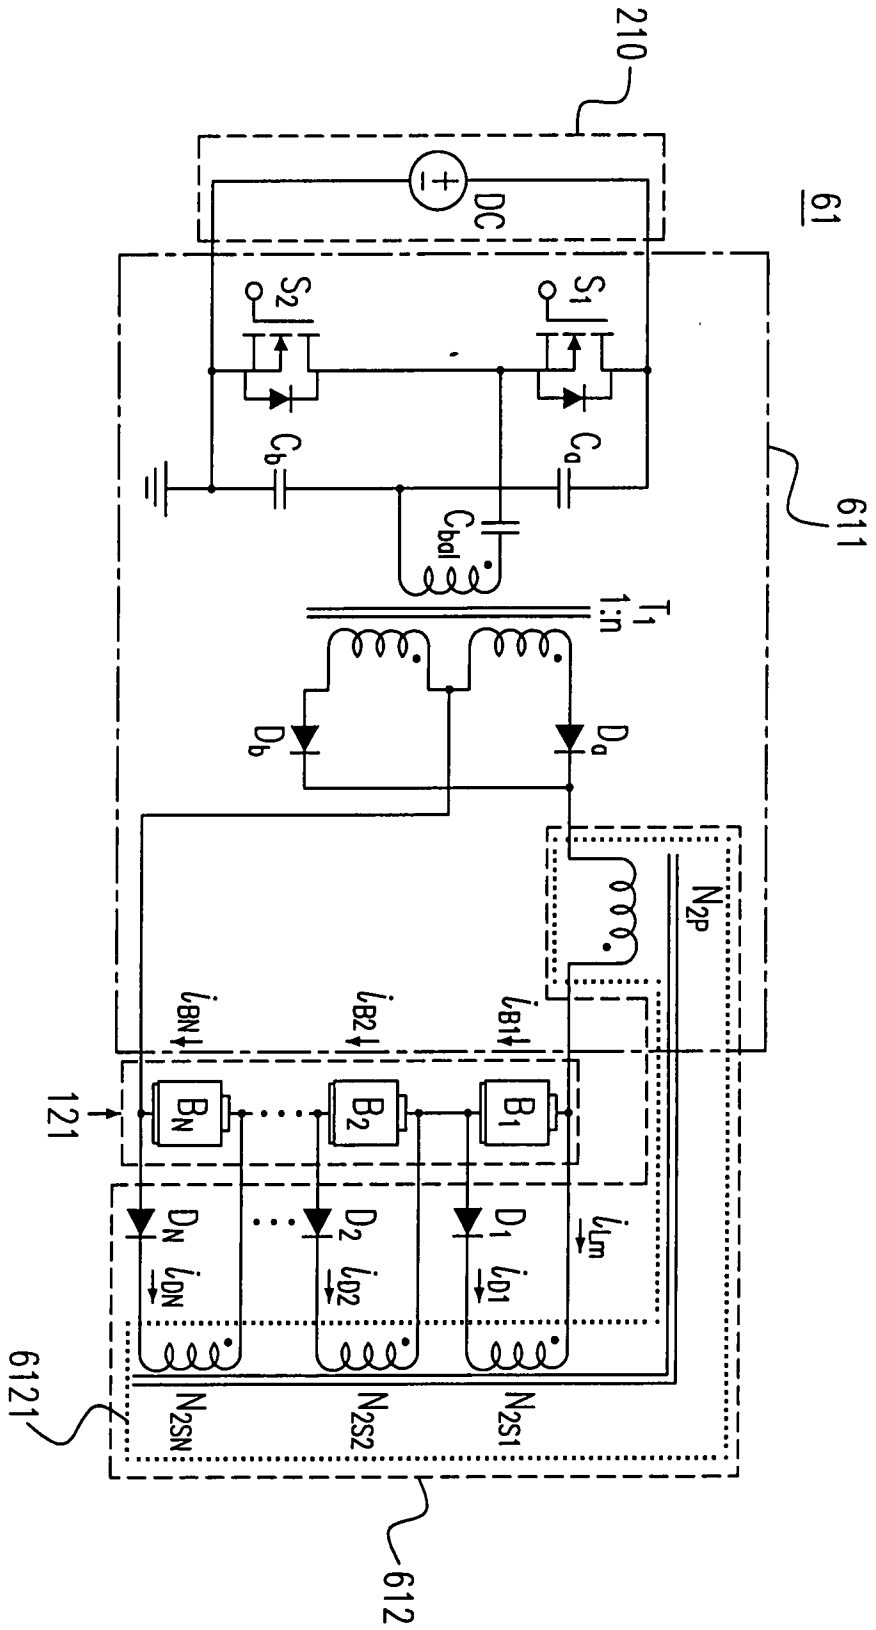 61
210
DC
611
S1
S2
Ca
Cb
Cbal
T1
1:n
Da
Db
N2P
iB1
iB2
iBN
121
B1
B2
BN
iLm
D1
D2
DN
iD1
iD2
iDN
N2S1
N2S2
N2SN
6121
612